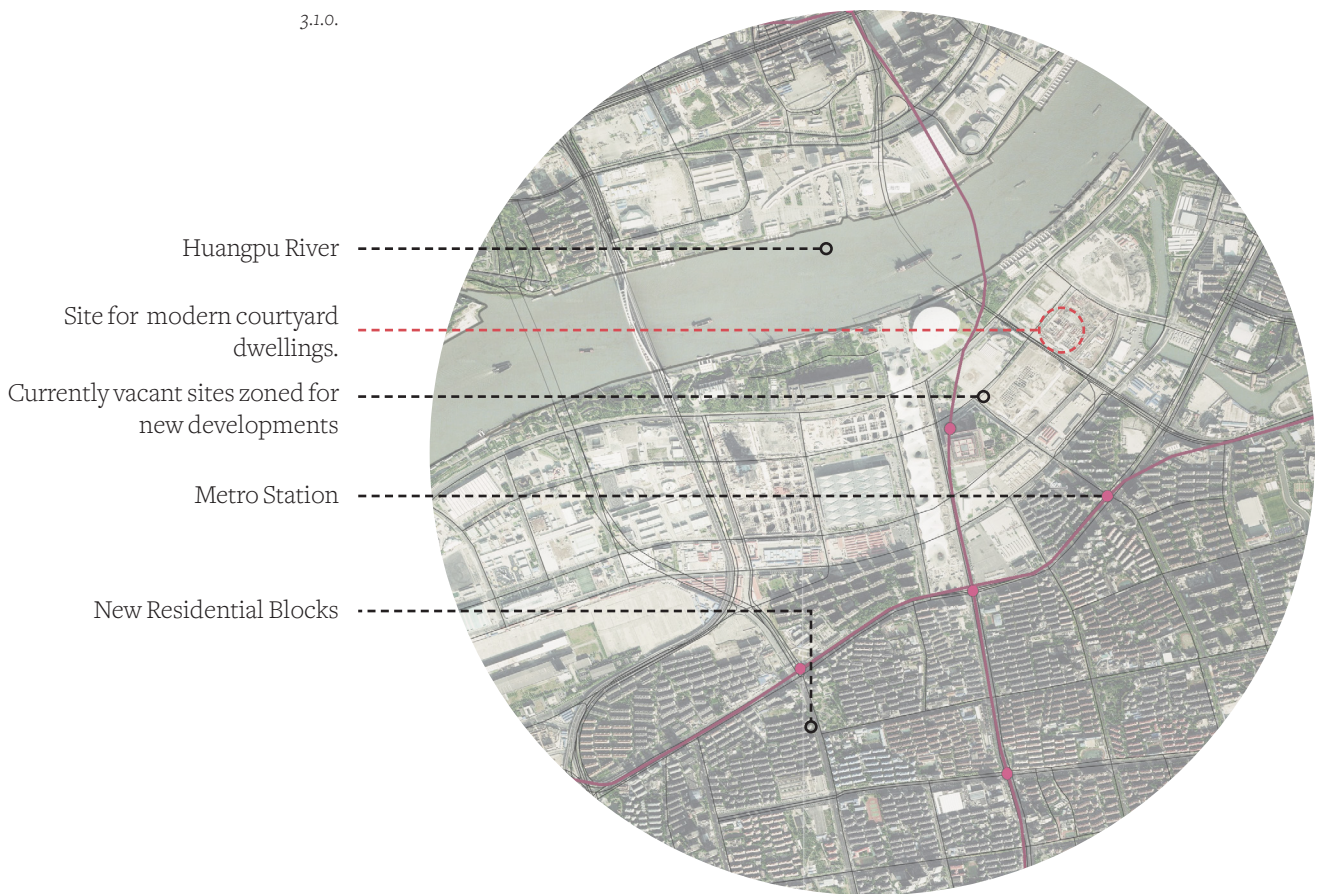 3.1.0.
Huangpu River
Site for modern courtyard
dwellings.
Currently vacant sites zoned for
new developments
Metro Station
New Residential Blocks